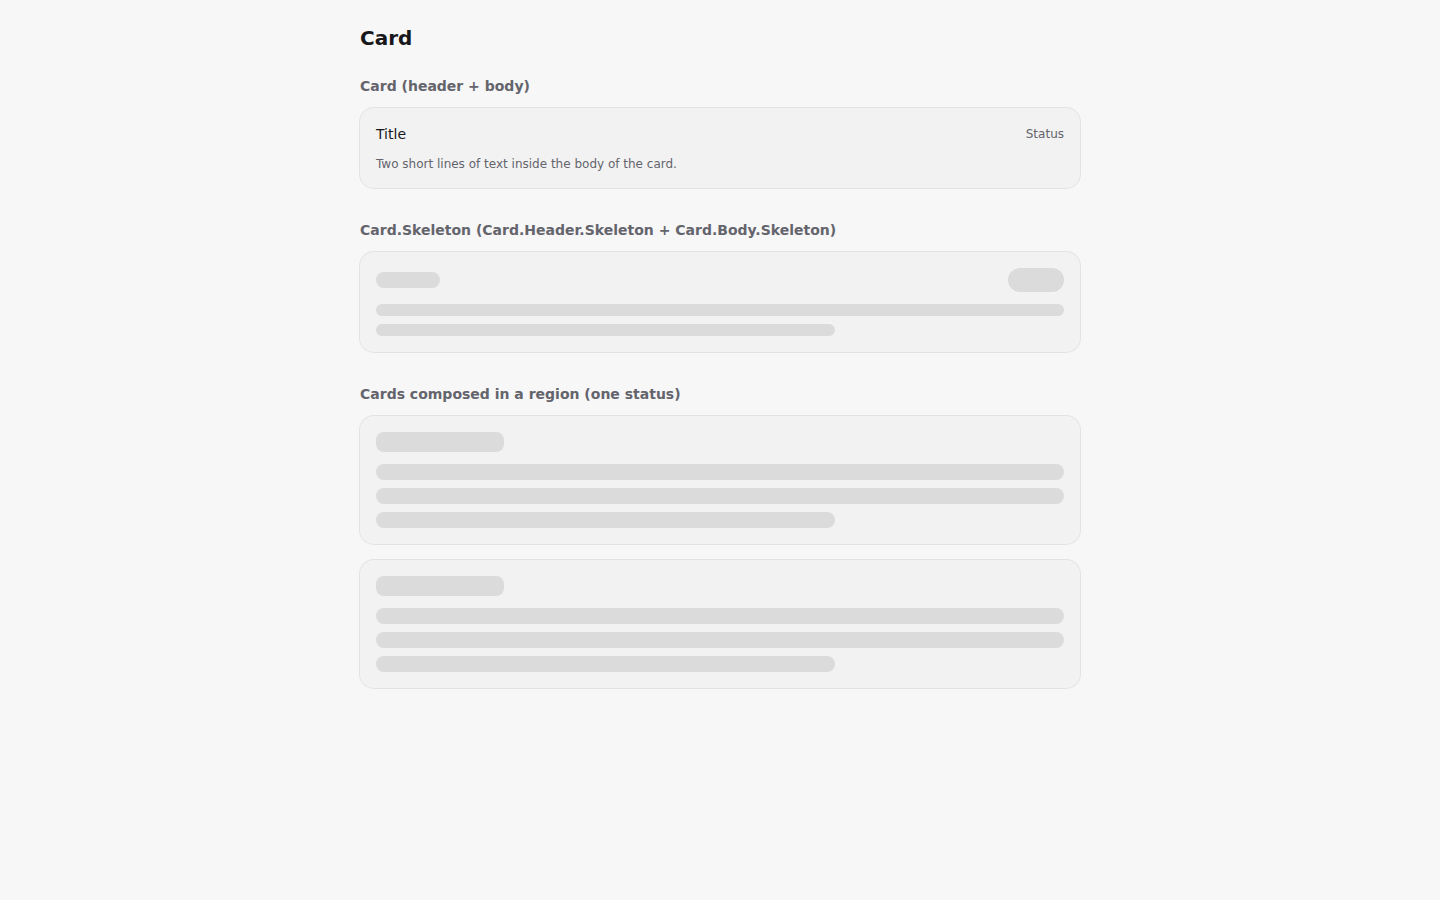 Card
Card (header + body)
Title
Status
Two short lines of text inside the body of the card.
Card.Skeleton (Card.Header.Skeleton + Card.Body.Skeleton)
Cards composed in a region (one status)